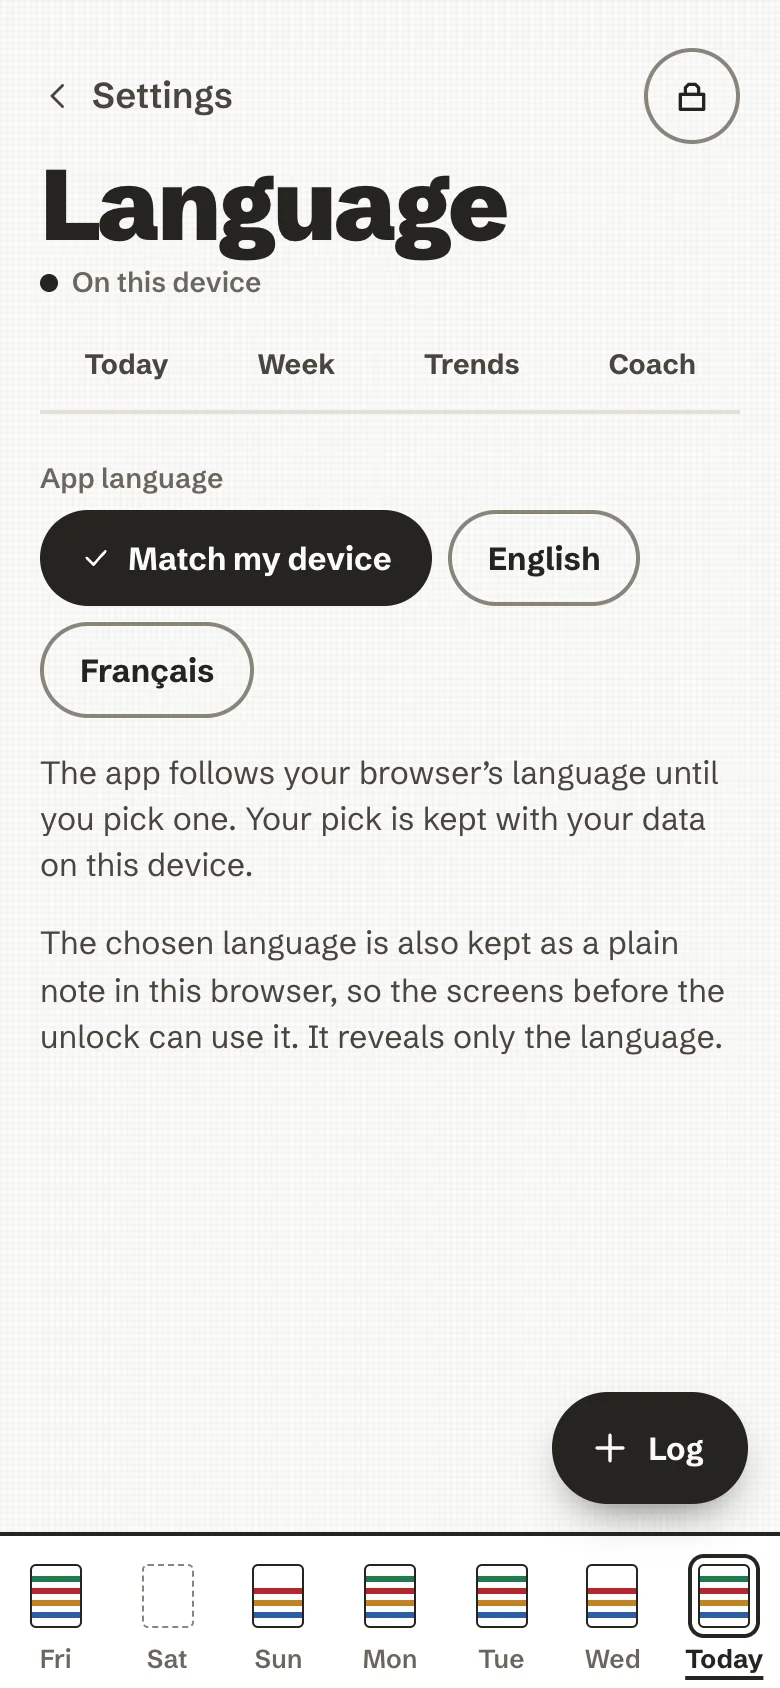 Settings
Language
On this device
Today Week Trends Coach
App language
Match my device
English
Français
The app follows your browser’s language until
you pick one. Your pick is kept with your data
on this device.
The chosen language is also kept as a plain
note in this browser, so the screens before the
unlock can use it. It reveals only the language.
Log
Fri Sat Sun Mon Tue Wed Today